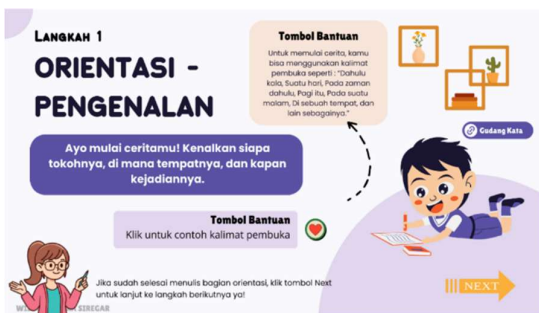 LANGKAH 1
ORIENTASI -
PENGENALAN
Ayo mulai ceritamu! Kenalkan siapa
tokohnya, di mana tempatnya, dan kapan
kejadiannya.
Tombol Bantuan
Untuk memulai cerita, kamu
bisa menggunakan kalimat
pembuka seperti : "Dahulu
kala, Suatu hari, Pada zaman
dahulu, Pagi itu, Pada suatu
malam, Di sebuah tempat, dan
lain sebagainya."
Gudang Kata
Tombol Bantuan
Klik untuk contoh kalimat pembuka
Jika sudah selesai menulis bagian orientasi, klik tombol Next
untuk lanjut ke langkah berikutnya ya!
NEXT
SIREGAR